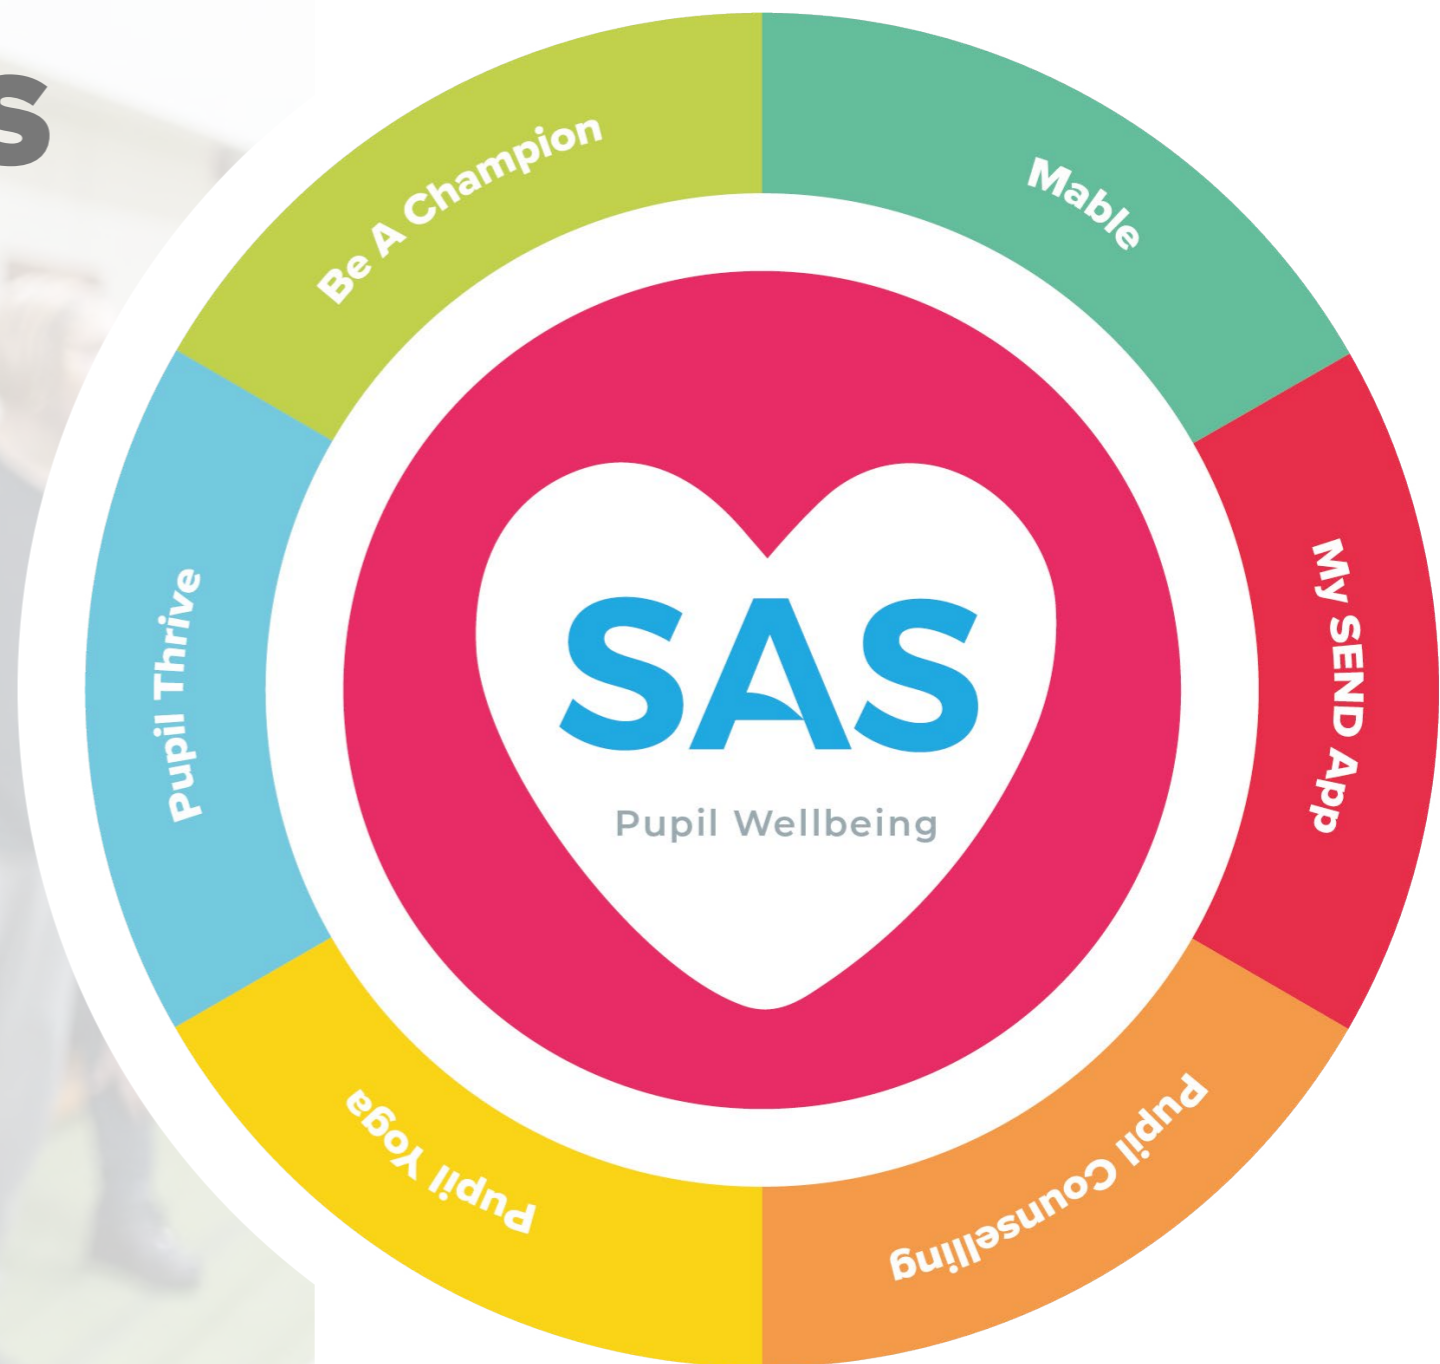 s
Be A Champion
Mable
My SEND App
Pupil Counselling
Pupil Yoga
Pupil Thrive
SAS
Pupil Wellbeing